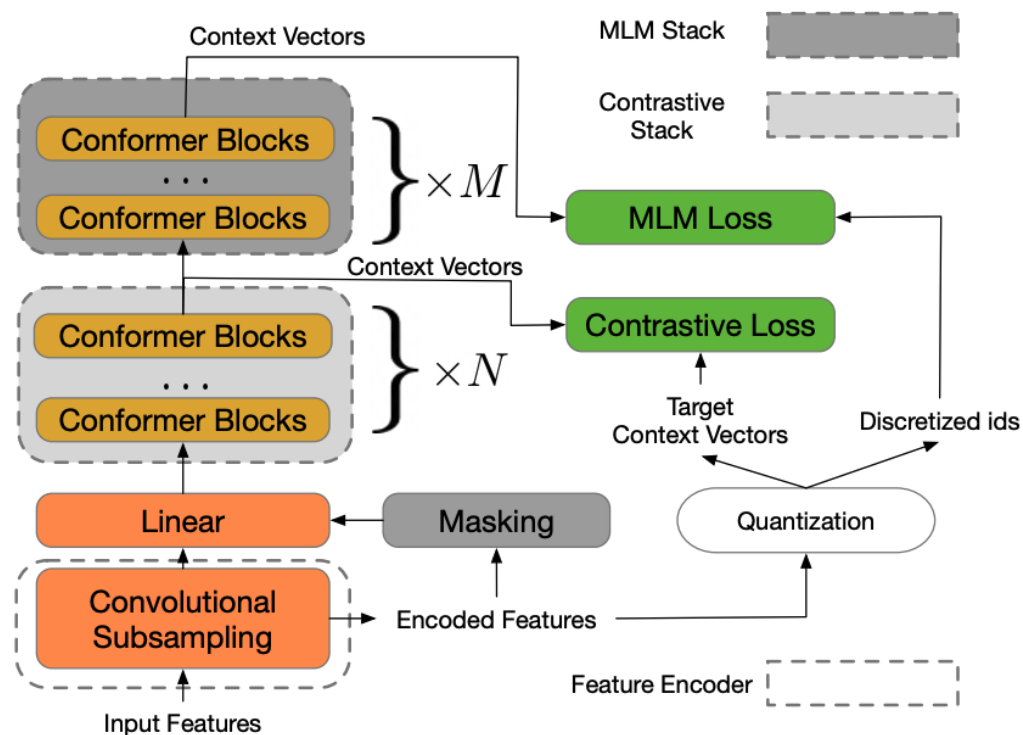 Context Vectors
MLM Stack
Contrastive
Stack
Conformer Blocks
. . .
Conformer Blocks
} × M
MLM Loss
Context Vectors
Conformer Blocks
. . .
Conformer Blocks
} × N
Contrastive Loss
Target
Context Vectors
Discretized ids
Linear
Masking
Quantization
Convolutional
Subsampling
Encoded Features
Feature Encoder
Input Features